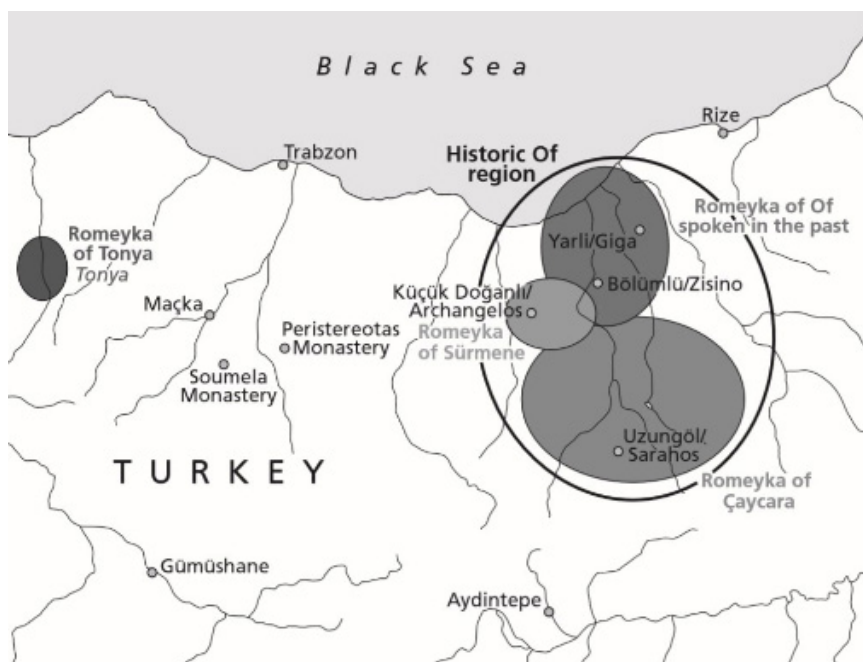 Black Sea
Rize
Trabzon
Historic Of
region
Romeyka of Of
spoken in the past
Yarli/Giga
Romeyka
of Tonya
Tonya
Bölümlü/Zisino
Küçük Doğanlı/
Archangelos
Maçka
Romeyka
of Sürmene
Peristereotas
Monastery
Soumela
Monastery
Uzungöl/
Sarahos
TURKEY
Romeyka of
Çaycara
Gümüshane
Aydintepe